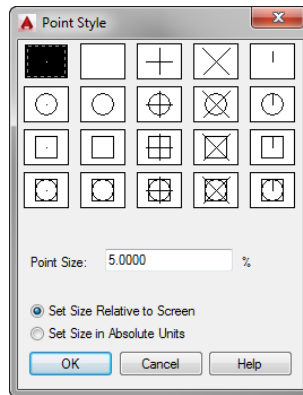 Point Style
Point Size: 5.0000 %
Set Size Relative to Screen
Set Size in Absolute Units
OK Cancel Help